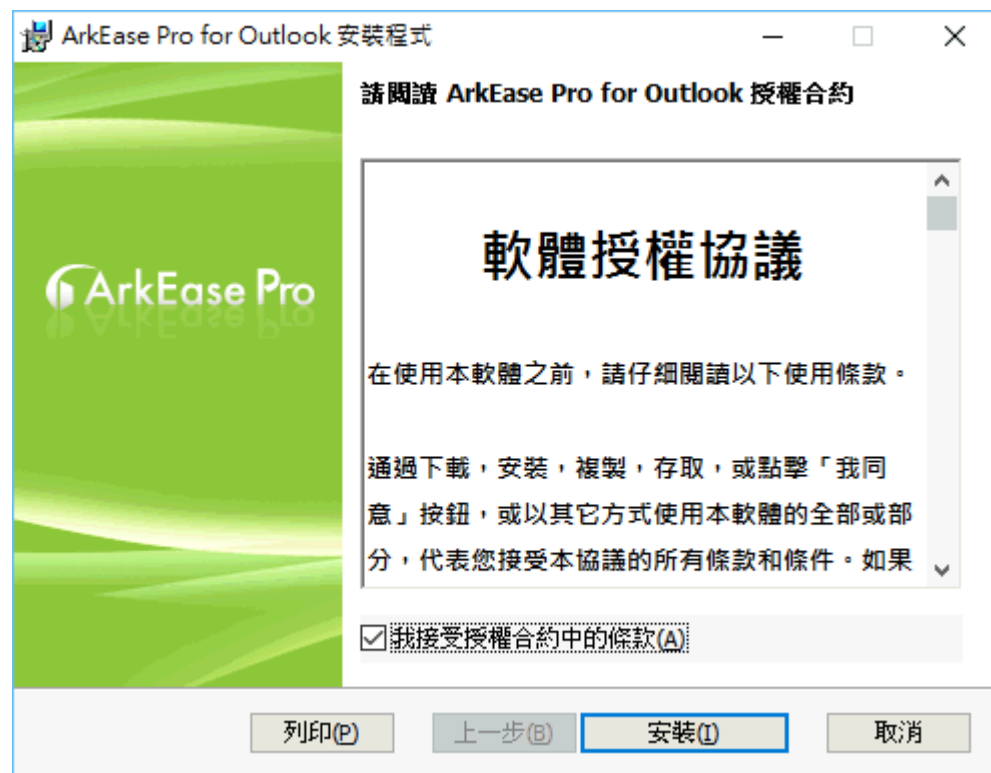 ArkEase Pro for Outlook 安裝程式
請閱讀 ArkEase Pro for Outlook 授權合約
ArkEase Pro
軟體授權協議
在使用本軟體之前，請仔細閱讀以下使用條款。
通過下載，安裝，複製，存取，或點擊「我同
意」按鈕，或以其它方式使用本軟體的全部或部
分，代表您接受本協議的所有條款和條件。如果
我接受授權合約中的條款(A)
列印(P)
上一步(B)
安裝(I)
取消